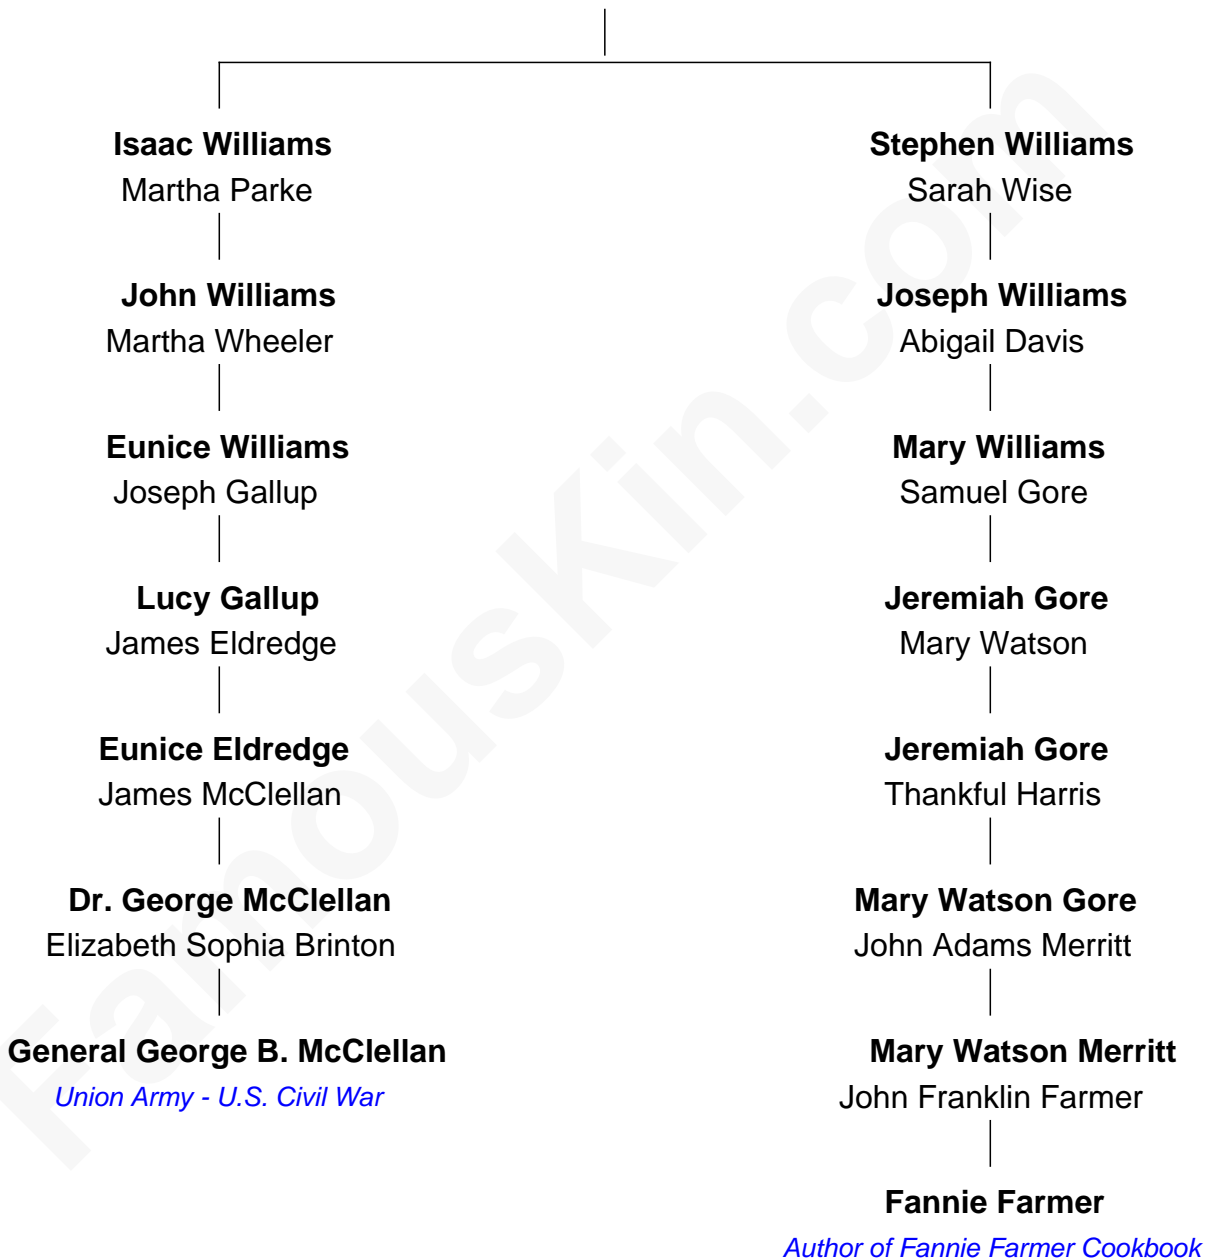 Isaac Williams
Martha Parke
John Williams
Martha Wheeler
Eunice Williams
Joseph Gallup
Lucy Gallup
James Eldredge
Eunice Eldredge
James McClellan
Dr. George McClellan
Elizabeth Sophia Brinton
General George B. McClellan
Union Army - U.S. Civil War
Stephen Williams
Sarah Wise
Joseph Williams
Abigail Davis
Mary Williams
Samuel Gore
Jeremiah Gore
Mary Watson
Jeremiah Gore
Thankful Harris
Mary Watson Gore
John Adams Merritt
Mary Watson Merritt
John Franklin Farmer
Fannie Farmer
Author of Fannie Farmer Cookbook
FamousKin.com